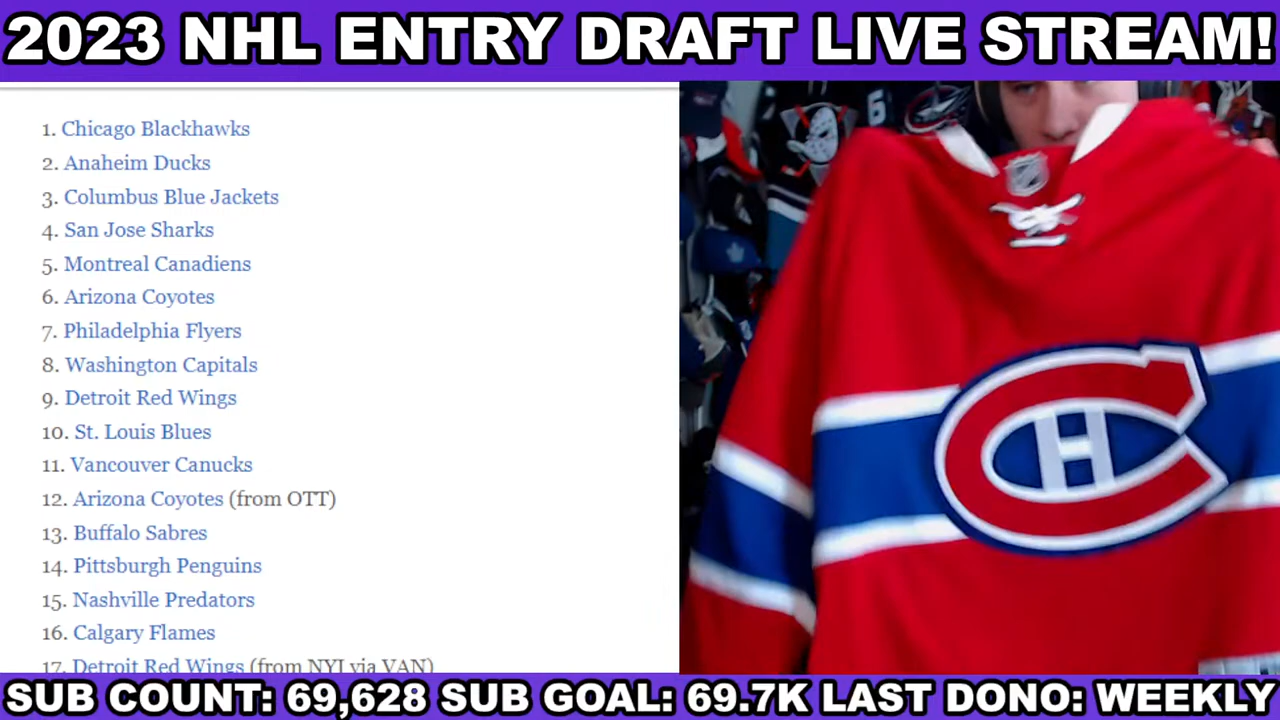 2023 NHL ENTRY DRAFT LIVE STREAM!
1. Chicago Blackhawks
2. Anaheim Ducks
3. Columbus Blue Jackets
4. San Jose Sharks
5. Montreal Canadiens
6. Arizona Coyotes
7. Philadelphia Flyers
8. Washington Capitals
9. Detroit Red Wings
10. St. Louis Blues
11. Vancouver Canucks
12. Arizona Coyotes (from OTT)
13. Buffalo Sabres
14. Pittsburgh Penguins
15. Nashville Predators
16. Calgary Flames
17. Detroit Red Wings (from NYI via VAN)
NHL
6
CH
SUB COUNT: 69,628 SUB GOAL: 69.7K LAST DONO: WEEKLY